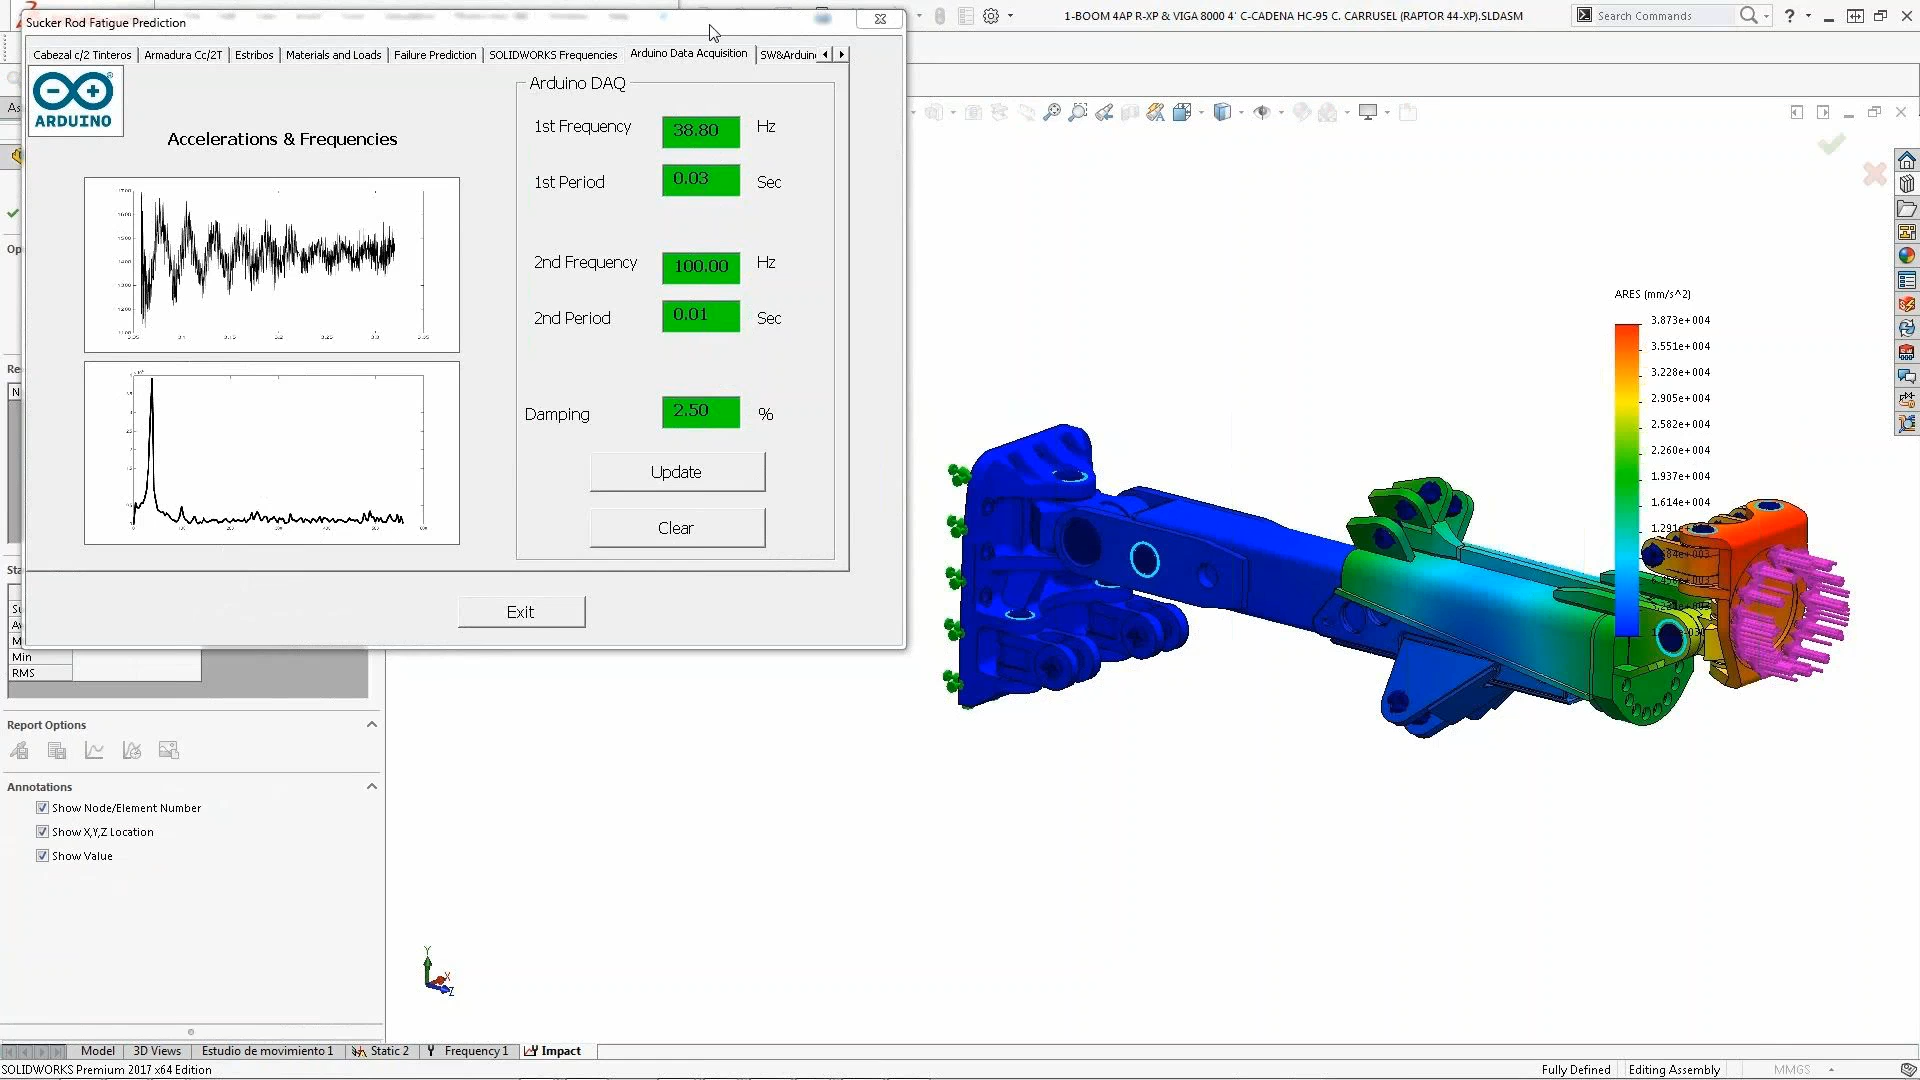 Sucker Rod Fatigue Prediction
1-BOOM 4AP R-XP & VIGA 8000 4' C-CADENA HC-95 C. CARRUSEL (RAPTOR 44-XP).SLDASM
Search Commands
Cabezal c/2 Tinteros
Armadura Cc/2T
Estribos
Materials and Loads
Failure Prediction
SOLIDWORKS Frequencies
Arduino Data Acquisition
SW&Arduin
ARDUINO
Accelerations & Frequencies
Arduino DAQ
1st Frequency 38.80 Hz
1st Period 0.03 Sec
2nd Frequency 100.00 Hz
2nd Period 0.01 Sec
Damping 2.50 %
Update
Clear
Exit
ARES (mm/s^2)
3.873e+004
3.551e+004
3.228e+004
2.905e+004
2.582e+004
2.260e+004
1.937e+004
1.614e+004
1.291e+004
Min
RMS
Report Options
Annotations
Show Node/Element Number
Show X,Y,Z Location
Show Value
Y
X
Z
Model
3D Views
Estudio de movimiento 1
Static 2
Frequency 1
Impact
SOLIDWORKS Premium 2017 x64 Edition
Fully Defined
Editing Assembly
MMGS